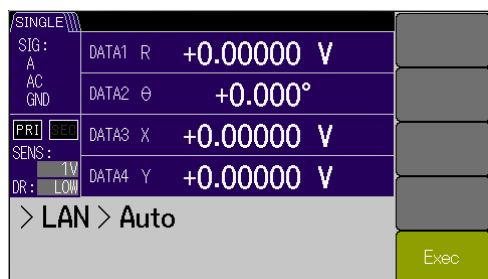 SINGLE
SIG:
A
AC
GND
DATA1 R +0.00000 V
DATA2 θ +0.000°
DATA3 X +0.00000 V
DATA4 Y +0.00000 V
PRI SEC
SENS:
1V
DR: LOW
> LAN > Auto
Exec